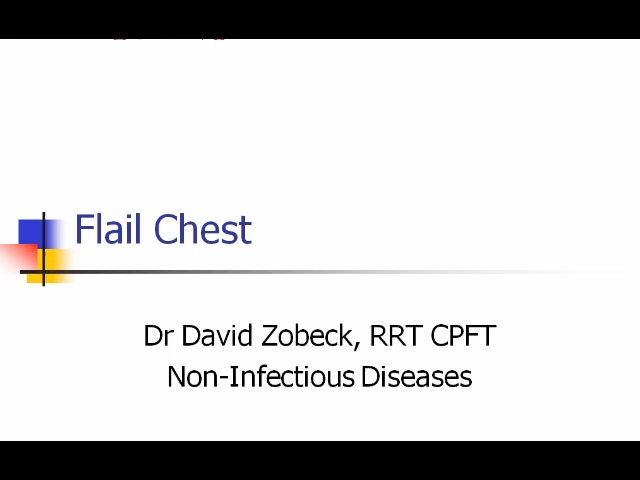 Flail Chest
Dr David Zobeck, RRT CPFT
Non-Infectious Diseases